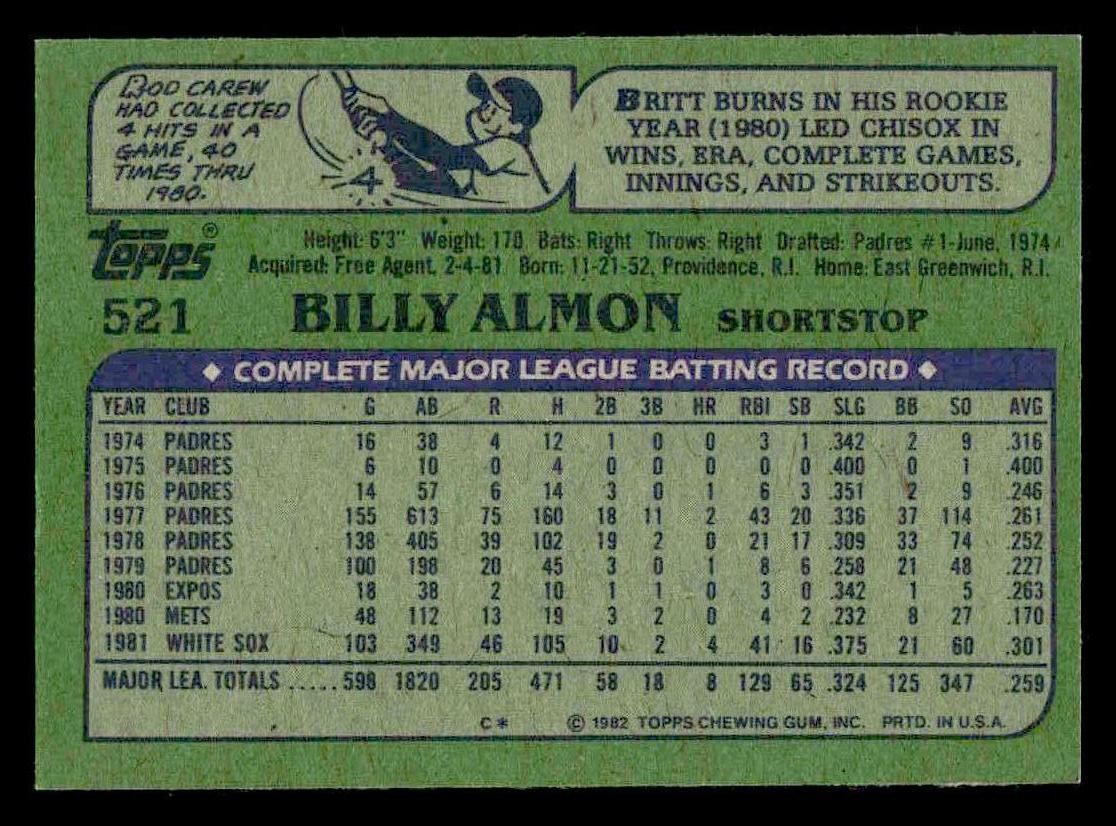 ROD CAREW
HAD COLLECTED
4 HITS IN A
GAME, 40
TIMES THRU
1980.
4
BRITT BURNS IN HIS ROOKIE
YEAR (1980) LED CHISOX IN
WINS, ERA, COMPLETE GAMES,
INNINGS, AND STRIKEOUTS.
Topps®
Height: 6'3" Weight: 170 Bats: Right Throws: Right Drafted: Padres #1-June, 1974
Acquired: Free Agent, 2-4-81 Born: 11-21-52, Providence, R.I. Home: East Greenwich, R.I.
521 BILLY ALMON SHORTSTOP
◆ COMPLETE MAJOR LEAGUE BATTING RECORD ◆
YEAR CLUB G AB R H 2B 3B HR RBI SB SLG BB SO AVG
1974 PADRES 16 38 4 12 1 0 0 3 1 .342 2 9 .316
1975 PADRES 6 10 0 4 0 0 0 0 0 .400 0 1 .400
1976 PADRES 14 57 6 14 3 0 1 6 3 .351 2 9 .246
1977 PADRES 155 613 75 160 18 11 2 43 20 .336 37 114 .261
1978 PADRES 138 405 39 102 19 2 0 21 17 .309 33 74 .252
1979 PADRES 100 198 20 45 3 0 1 8 6 .258 21 48 .227
1980 EXPOS 18 38 2 10 1 1 0 3 0 .342 1 5 .263
1980 METS 48 112 13 19 3 2 0 4 2 .232 8 27 .170
1981 WHITE SOX 103 349 46 105 10 2 4 41 16 .375 21 60 .301
MAJOR LEA. TOTALS .....598 1820 205 471 58 18 8 129 65 .324 125 347 .259
C* © 1982 TOPPS CHEWING GUM, INC. PRTD. IN U.S.A.